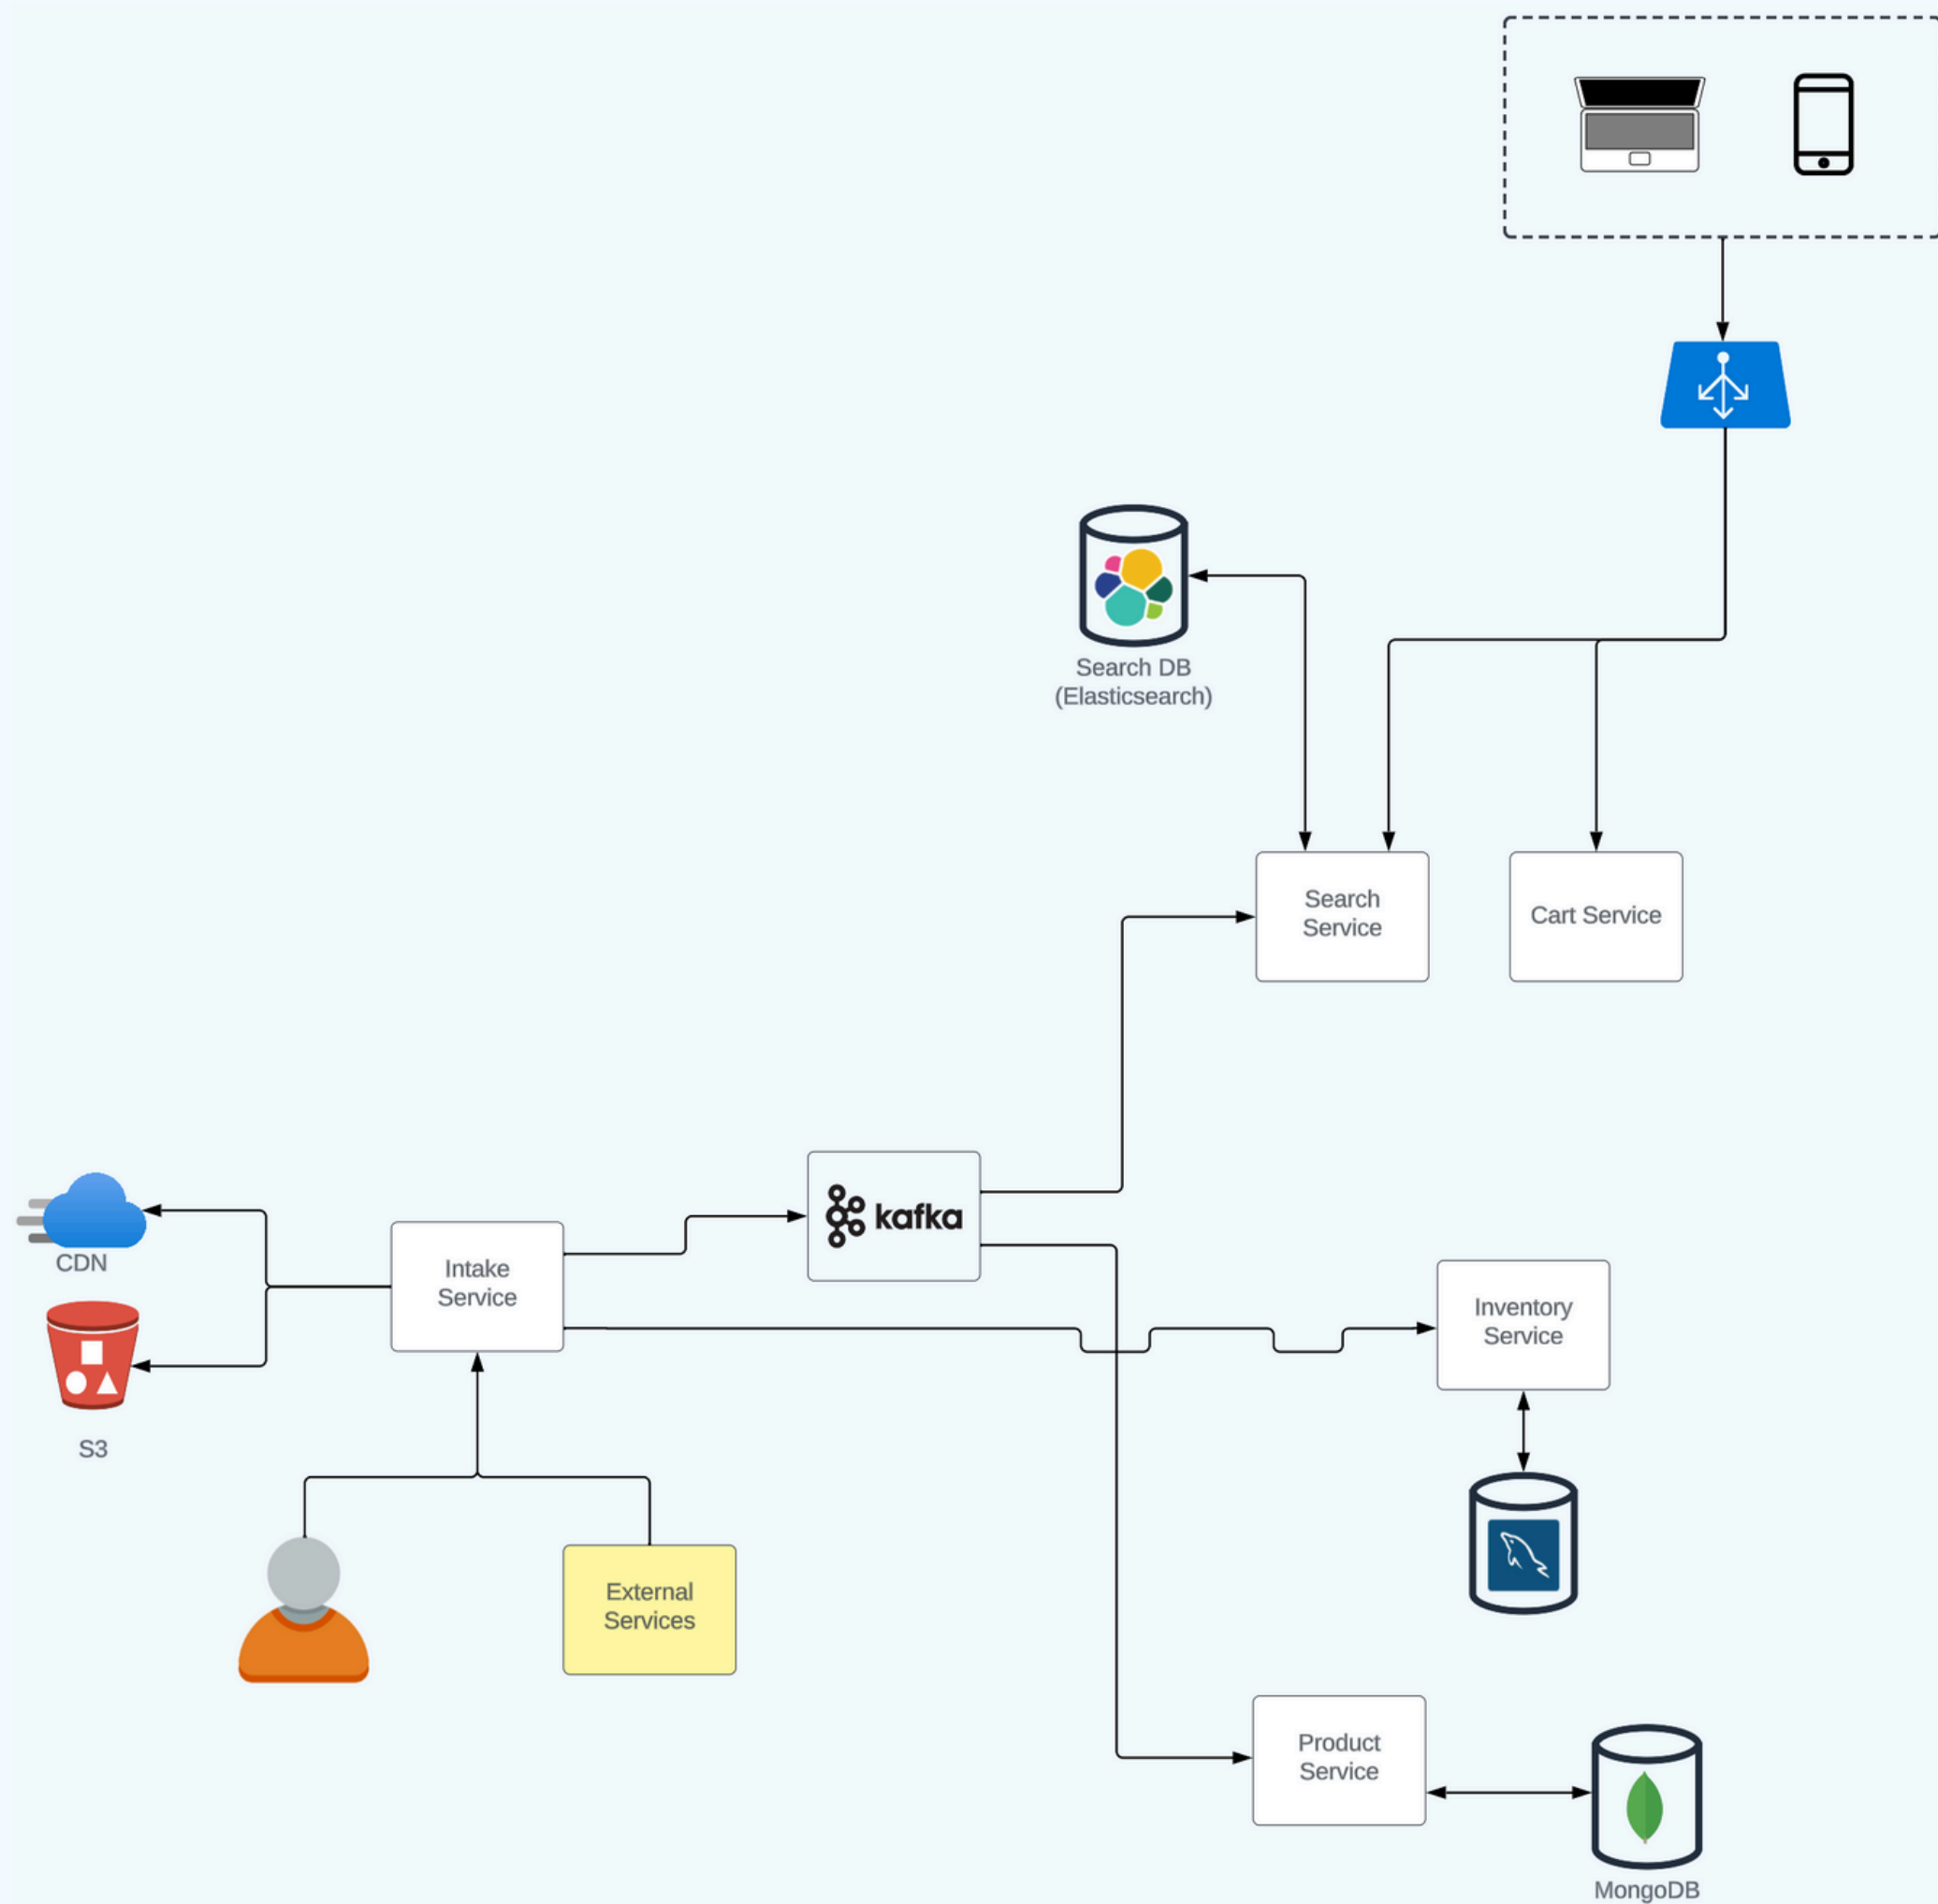 Search DB
(Elasticsearch)
Search
Service
Cart Service
CDN
Intake
Service
kafka
Inventory
Service
S3
External
Services
Product
Service
MongoDB